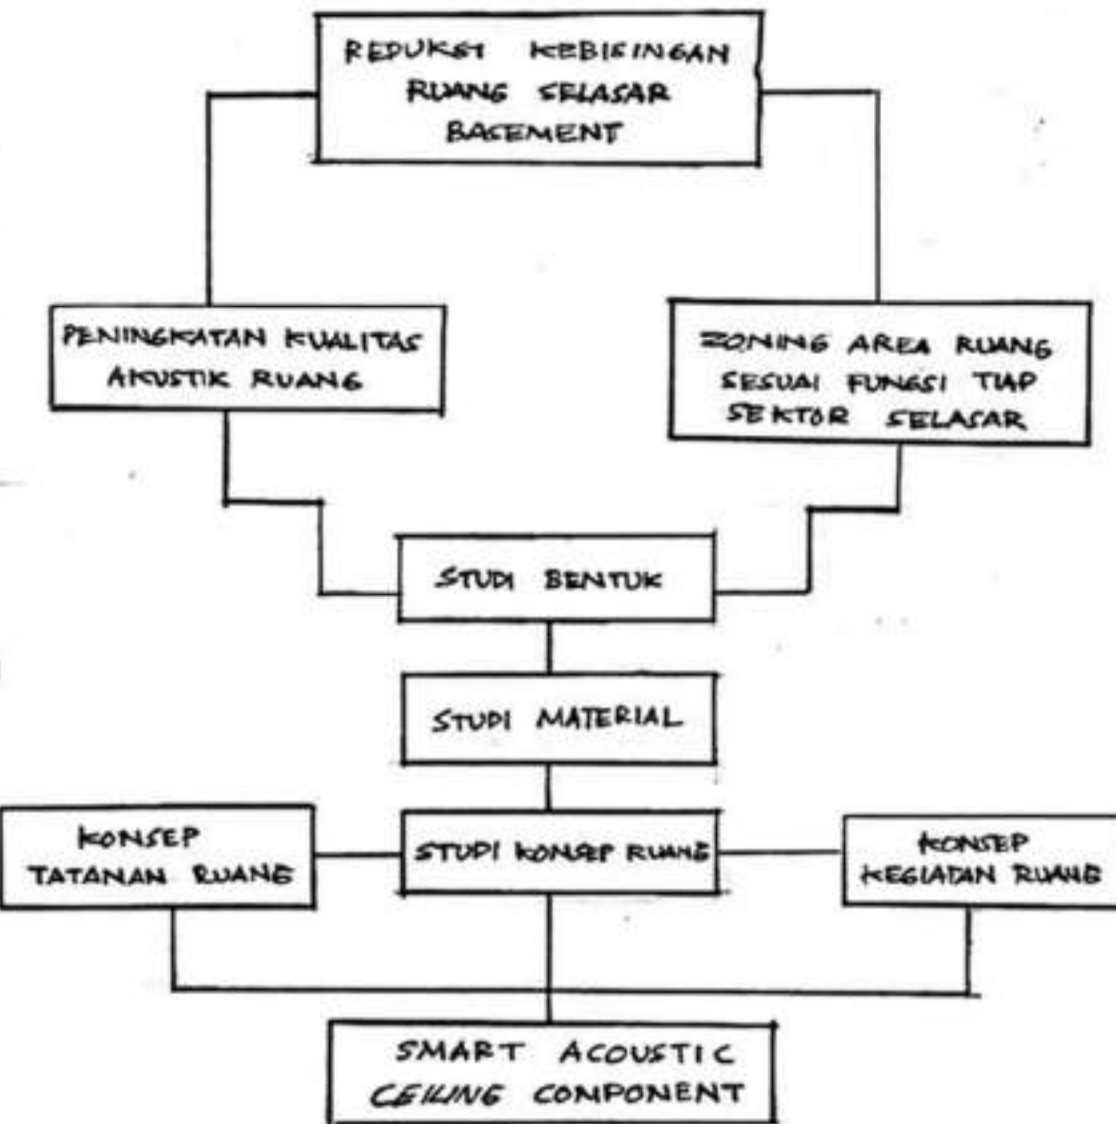 REDUKSI KEBISINGAN
RUANG SELASAR
BASEMENT
PENINGKATAN KUALITAS
AKUSTIK RUANG
ZONING AREA RUANG
SESUAI FUNGSI TIAP
SEKTOR SELASAR
STUDI BENTUK
STUDI MATERIAL
KONSEP
TATANAN RUANG
STUDI KONSEP RUANG
KONSEP
KEGIATAN RUANG
SMART ACOUSTIC
CEILING COMPONENT